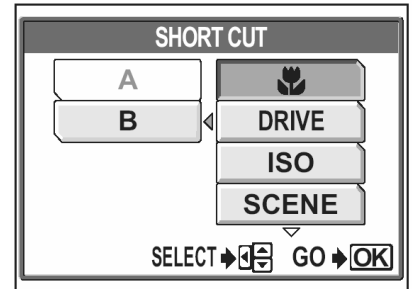 SHORT CUT
A
B
DRIVE
ISO
SCENE
SELECT GO OK